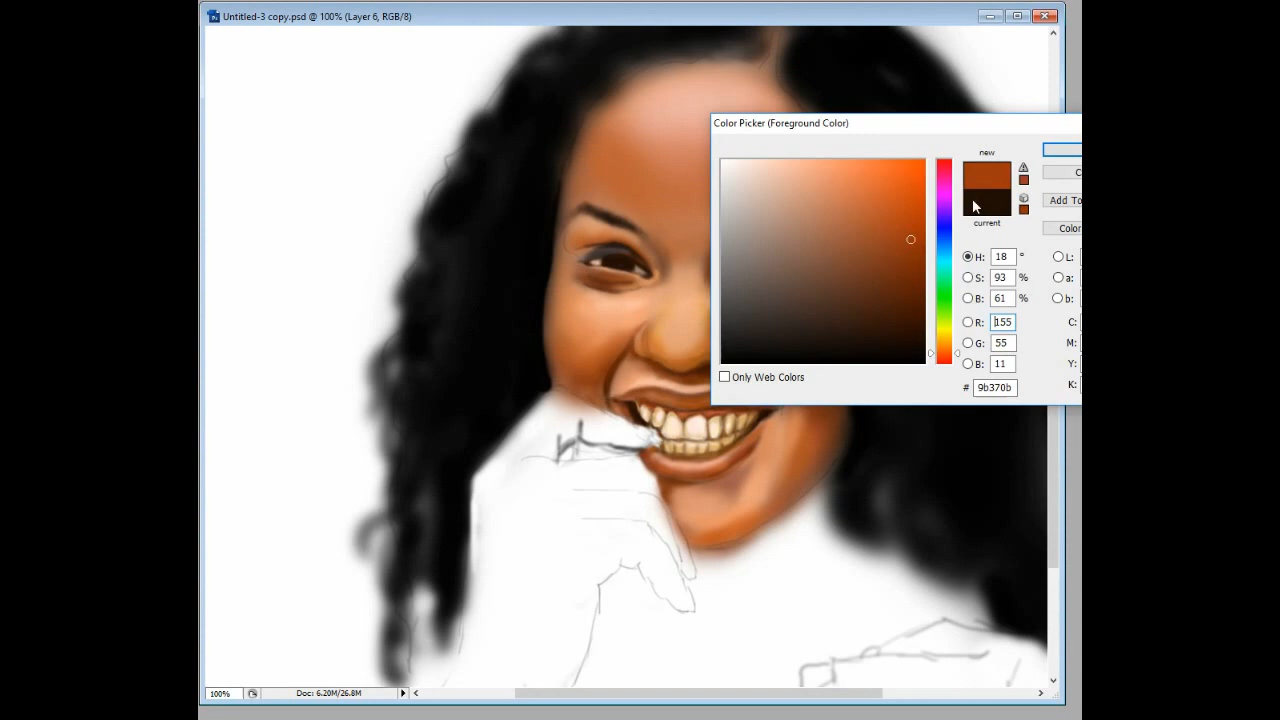 Untitled-3 copy.psd @ 100% (Layer 6, RGB/8)
Color Picker (Foreground Color)
new
current
Add To
Color
H: 18 °
L:
S: 93 %
a:
B: 61 %
b:
R: 155
C:
G: 55
M:
B: 11
Y:
# 9b370b
K:
Only Web Colors
100%
Doc: 6.20M/26.8M